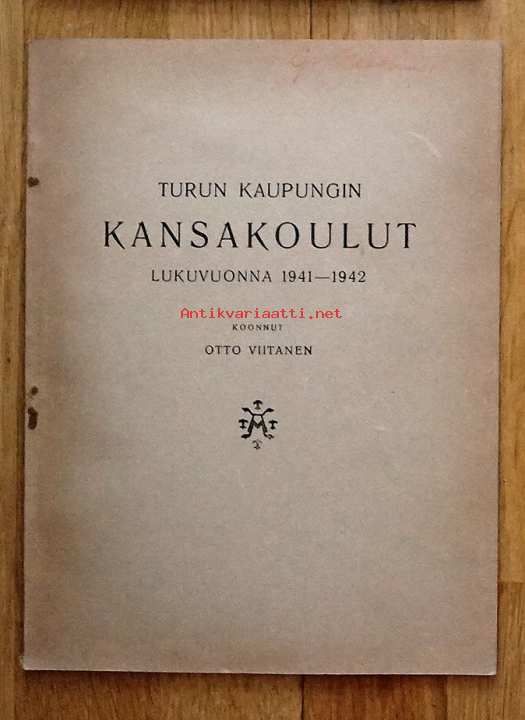 TURUN KAUPUNGIN
KANSAKOULUT
LUKUVUONNA 1941—1942
Antikvariaatti.net
KOONNUT
OTTO VIITANEN